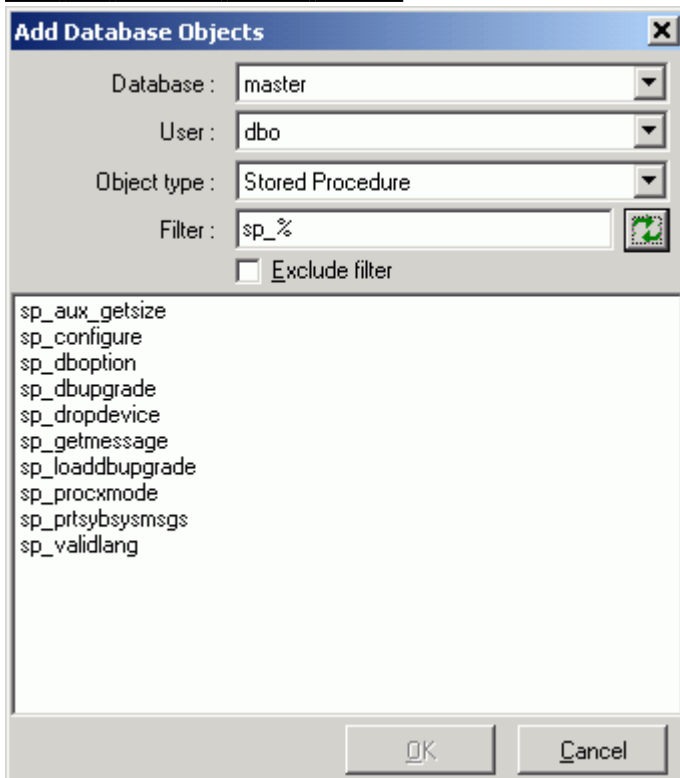 Add Database Objects
Database : master
User : dbo
Object type : Stored Procedure
Filter : sp_%
Exclude filter
sp_aux_getsize
sp_configure
sp_dboption
sp_dbupgrade
sp_dropdevice
sp_getmessage
sp_loaddbupgrade
sp_procxmode
sp_prtsybsysmsgs
sp_validlang
OK Cancel